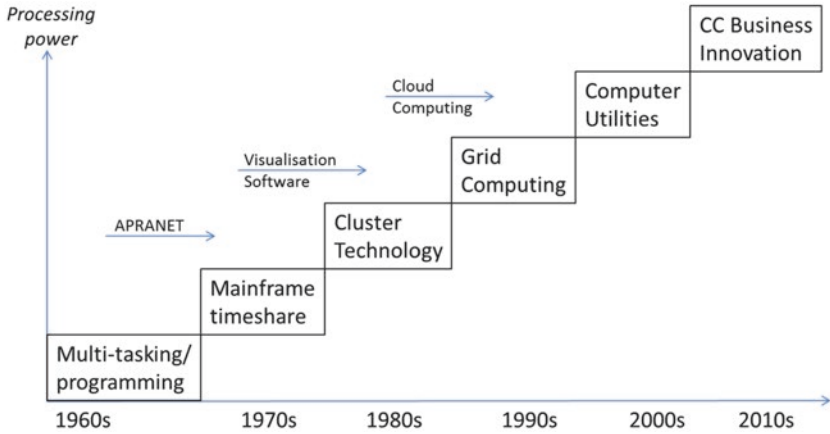 Processing
power
CC Business
Innovation
Cloud
Computing
Computer
Utilities
Visualisation
Software
Grid
Computing
APRANET
Cluster
Technology
Mainframe
timeshare
Multi-tasking/
programming
1960s 1970s 1980s 1990s 2000s 2010s